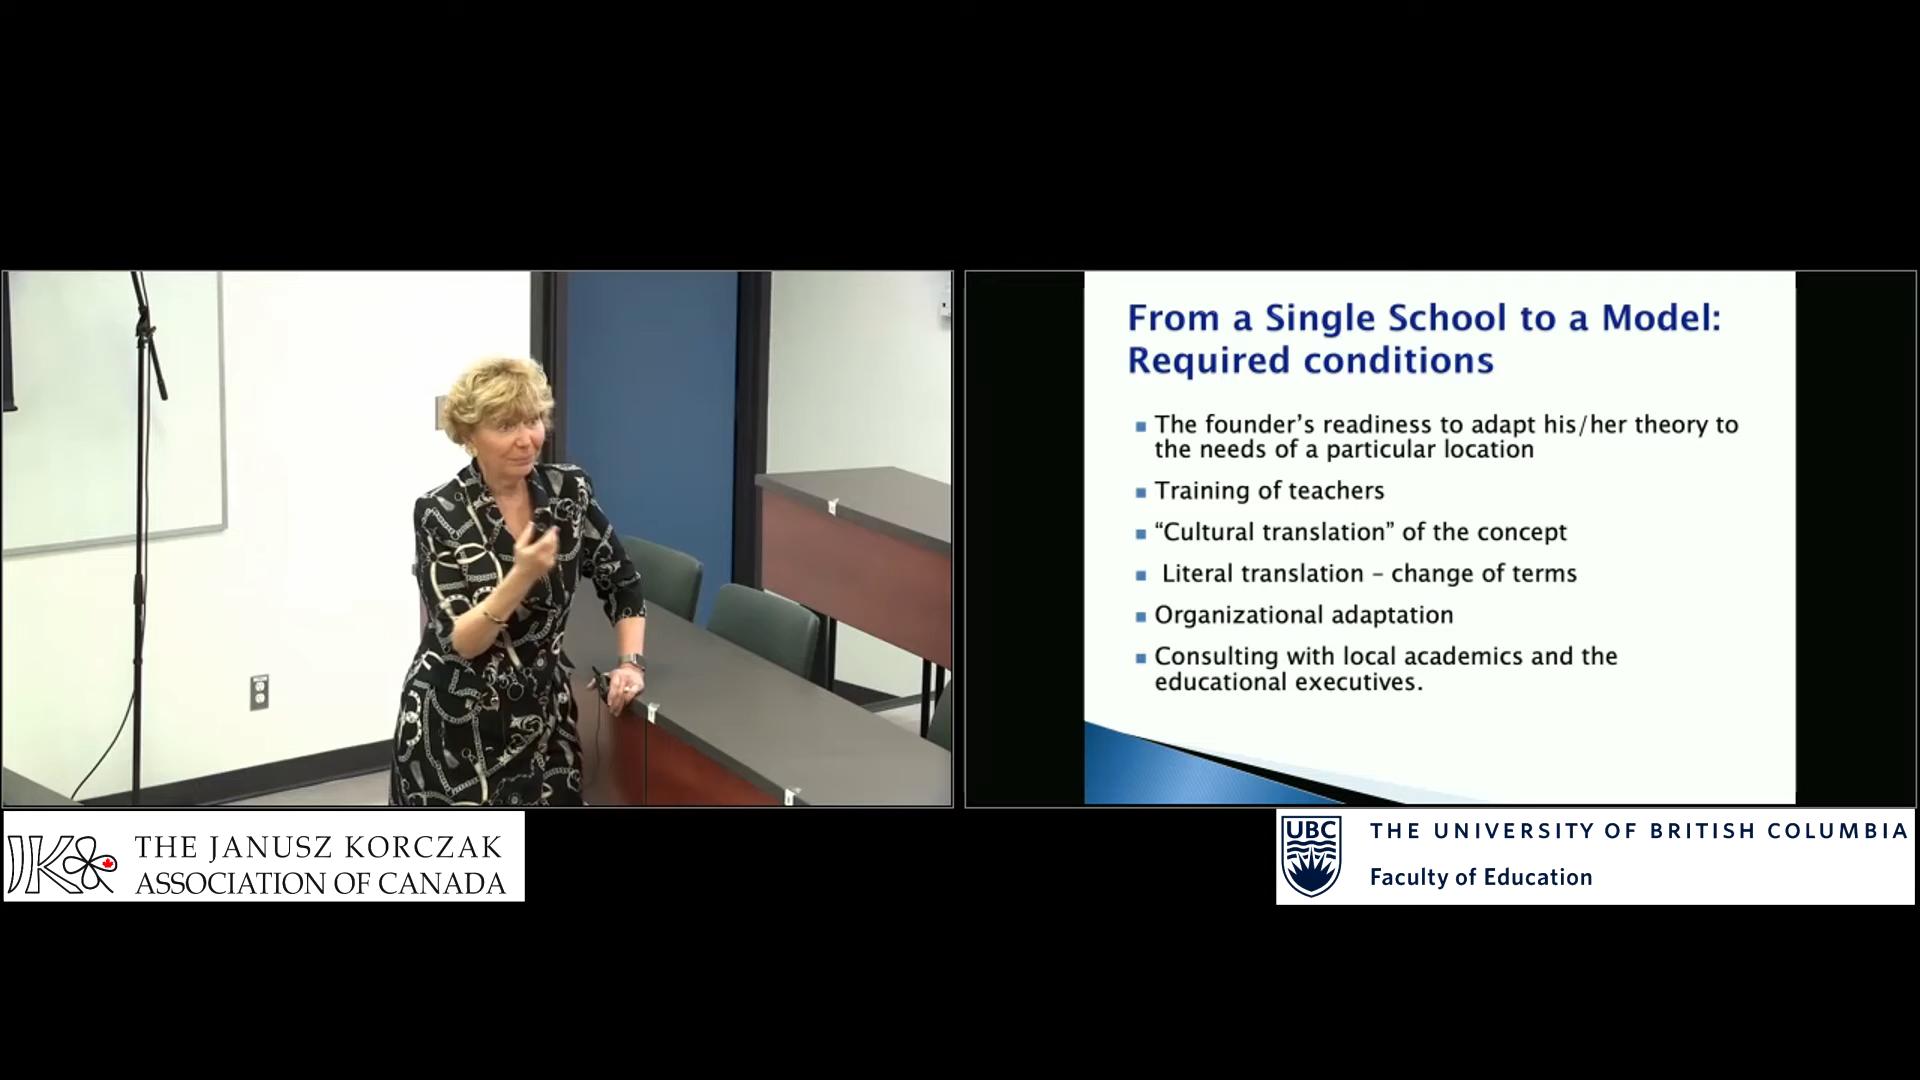 From a Single School to a Model:
Required conditions
The founder’s readiness to adapt his/her theory to
the needs of a particular location
Training of teachers
“Cultural translation” of the concept
Literal translation – change of terms
Organizational adaptation
Consulting with local academics and the
educational executives.
JK
THE JANUSZ KORCZAK
ASSOCIATION OF CANADA
UBC
THE UNIVERSITY OF BRITISH COLUMBIA
Faculty of Education